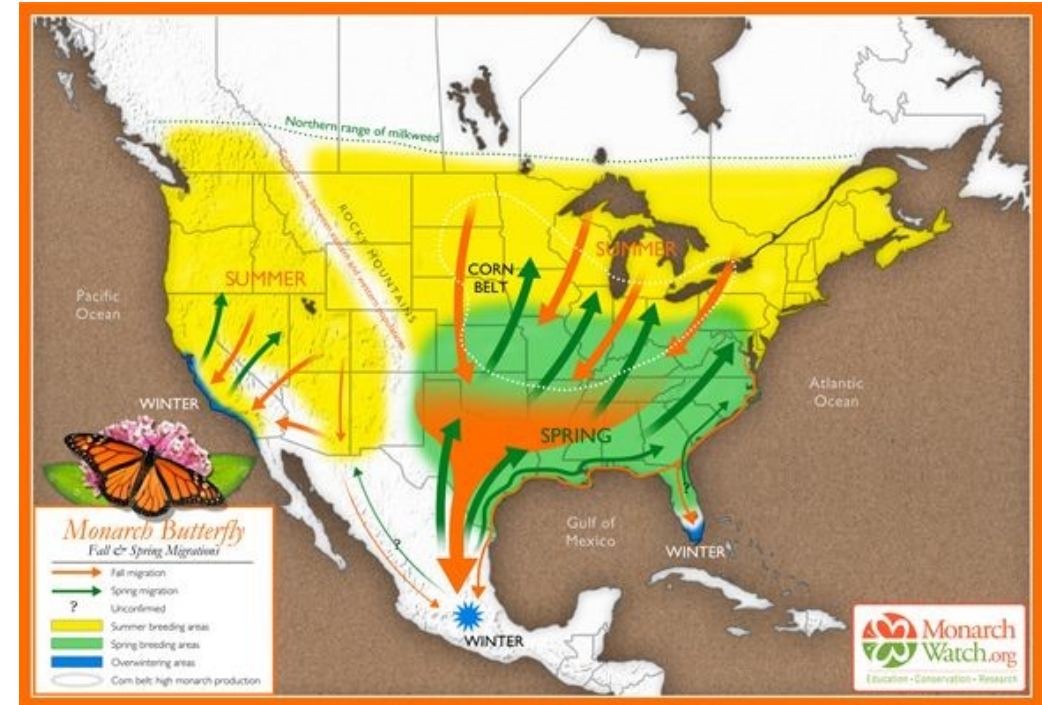 Northern range of milkweed
ROCKY MOUNTAINS
SUMMER
SUMMER
CORN
BELT
Pacific
Ocean
WINTER
SPRING
Atlantic
Ocean
Gulf of
Mexico
?
?
WINTER
WINTER
Monarch Butterfly
Fall & Spring Migrations
Fall migration
Spring migration
? Unconfirmed
Summer breeding areas
Spring breeding areas
Overwintering areas
Corn belt: high monarch production
Monarch
Watch.org
Education • Conservation • Research